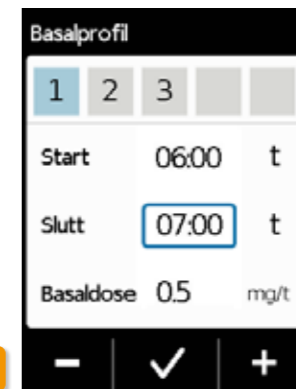 Basalprofil
1 2 3
Start 06:00 t
Slutt 07:00 t
Basaldose 0.5 mg/t
− ✓ +